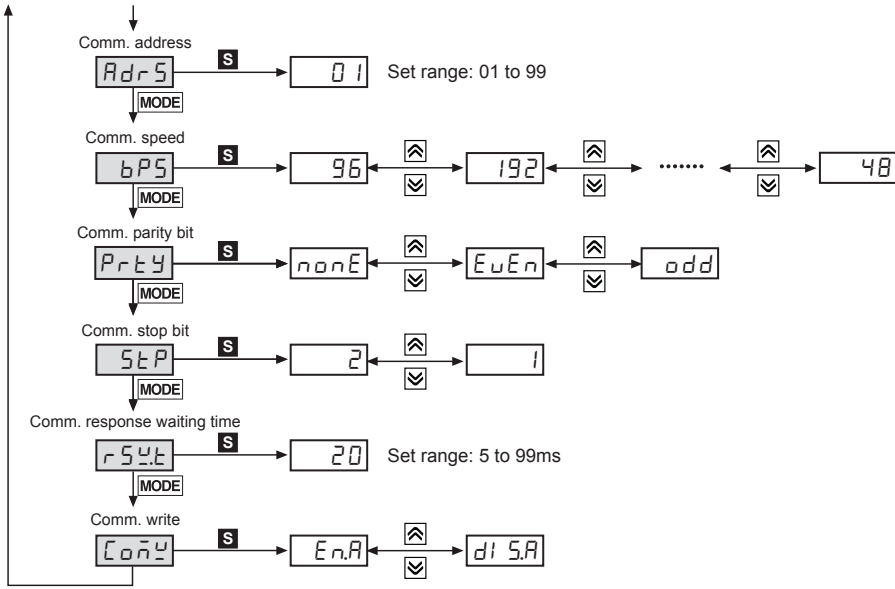 Comm. address
AdrS S 01 Set range: 01 to 99
MODE
Comm. speed
bPS S 96 192 ······· 48
MODE
Comm. parity bit
PrtY S nonE EvEn odd
MODE
Comm. stop bit
StP S 2 1
MODE
Comm. response waiting time
rSW.t S 20 Set range: 5 to 99ms
MODE
Comm. write
ComW S En.A dIS.A